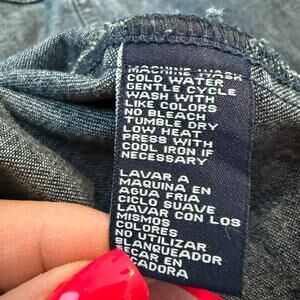 MACHINE WASH
COLD WATER
GENTLE CYCLE
WASH WITH
LIKE COLORS
NO BLEACH
TUMBLE DRY
LOW HEAT
PRESS WITH
COOL IRON IF
NECESSARY
LAVAR A
MAQUINA EN
AGUA FRIA
CICLO SUAVE
LAVAR CON LOS
MISMOS
COLORES
NO UTILIZAR
BLANQUEADOR
SECAR EN
ECADORA